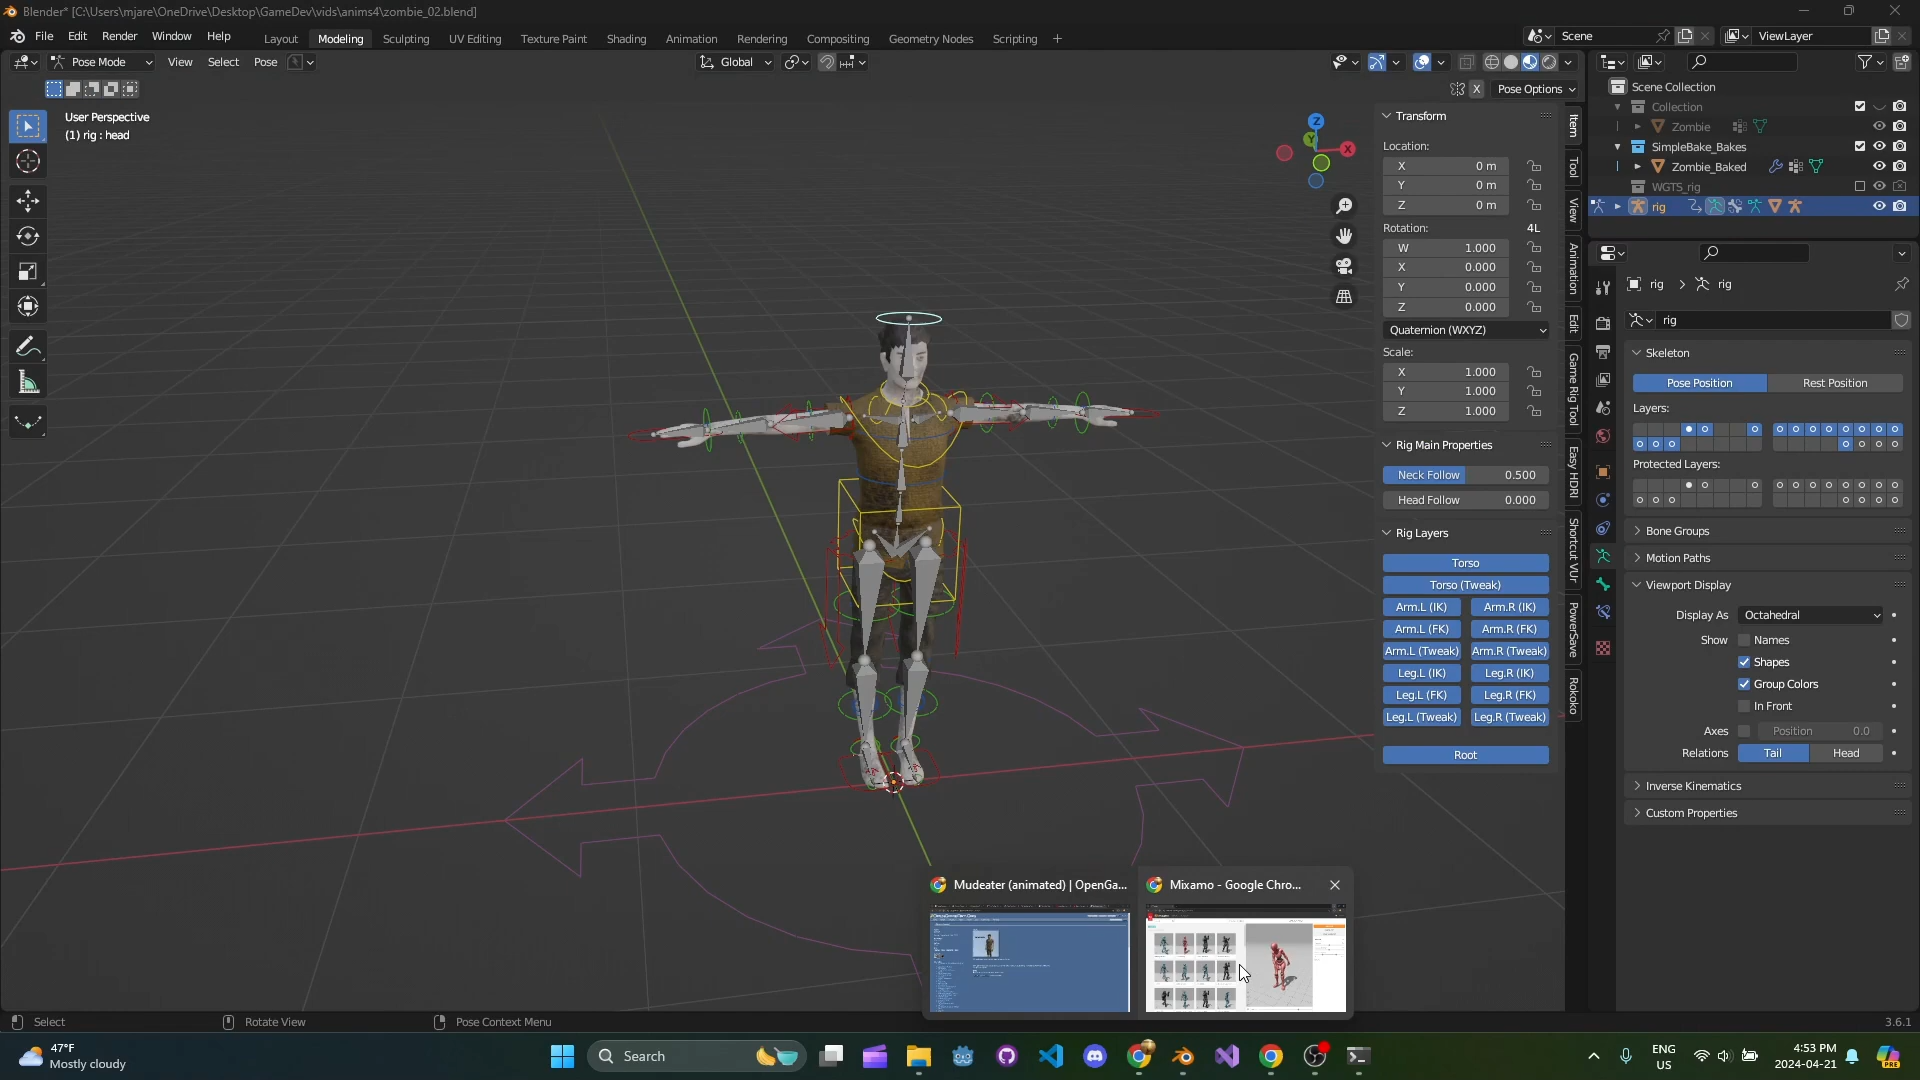 Blender* [C:\Users\mjare\OneDrive\Desktop\GameDev\vids\anims4\zombie_02.blend]
File Edit Render Window Help Layout Modeling Sculpting UV Editing Texture Paint Shading Animation Rendering Compositing Geometry Nodes Scripting + Scene ViewLayer
Pose Mode View Select Pose Global
X Pose Options
User Perspective
(1) rig : head
Z
Y
X
Transform
Location:
X 0 m
Y 0 m
Z 0 m
Rotation: 4L
W 1.000
X 0.000
Y 0.000
Z 0.000
Quaternion (WXYZ)
Scale:
X 1.000
Y 1.000
Z 1.000
Rig Main Properties
Neck Follow 0.500
Head Follow 0.000
Rig Layers
Torso
Torso (Tweak)
Arm.L (IK) Arm.R (IK)
Arm.L (FK) Arm.R (FK)
Arm.L (Tweak) Arm.R (Tweak)
Leg.L (IK) Leg.R (IK)
Leg.L (FK) Leg.R (FK)
Leg.L (Tweak) Leg.R (Tweak)
Root
Item
Tool
View
Animation
Edit
Game Rig Tool
Easy HDRI
Shortcut VUr
PowerSave
Rokoko
Scene Collection
Collection
Zombie
SimpleBake_Bakes
Zombie_Baked
WGTS_rig
rig
rig > rig
rig
Skeleton
Pose Position Rest Position
Layers:
Protected Layers:
Bone Groups
Motion Paths
Viewport Display
Display As Octahedral
Show Names
Shapes
Group Colors
In Front
Axes Position 0.0
Relations Tail Head
Inverse Kinematics
Custom Properties
Mudeater (animated) | OpenGa... Mixamo - Google Chro...
Select Rotate View Pose Context Menu 3.6.1
47°F
Mostly cloudy
Search
ENG
US
4:53 PM
2024-04-21
PRE